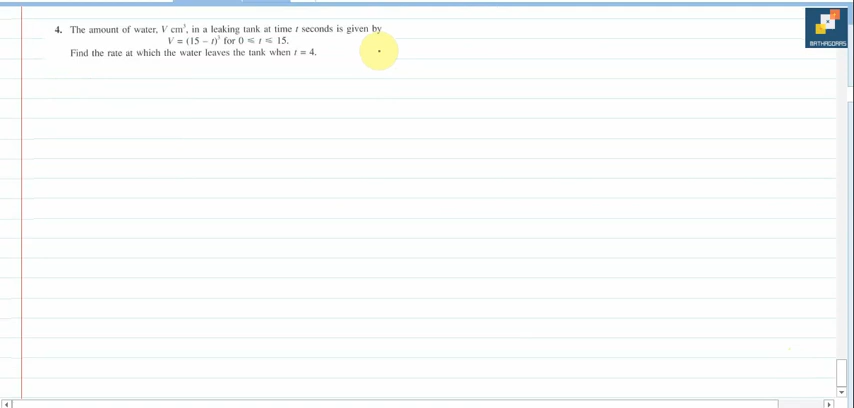 4. The amount of water, V cm³, in a leaking tank at time t seconds is given by
V = (15 − t)³ for 0 ⩽ t ⩽ 15.
Find the rate at which the water leaves the tank when t = 4.
MATHAGORAS